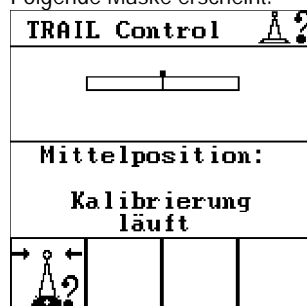 Folgende Maske erscheint:
TRAIL Control ?
Mittelposition:
Kalibrierung
läuft
?